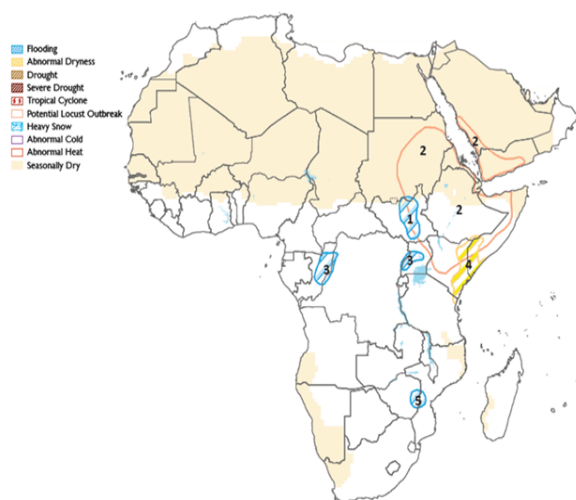 Flooding
Abnormal Dryness
Drought
Severe Drought
Tropical Cyclone
Potential Locust Outbreak
Heavy Snow
Abnormal Cold
Abnormal Heat
Seasonally Dry
2
2
2
1
3
3
4
5